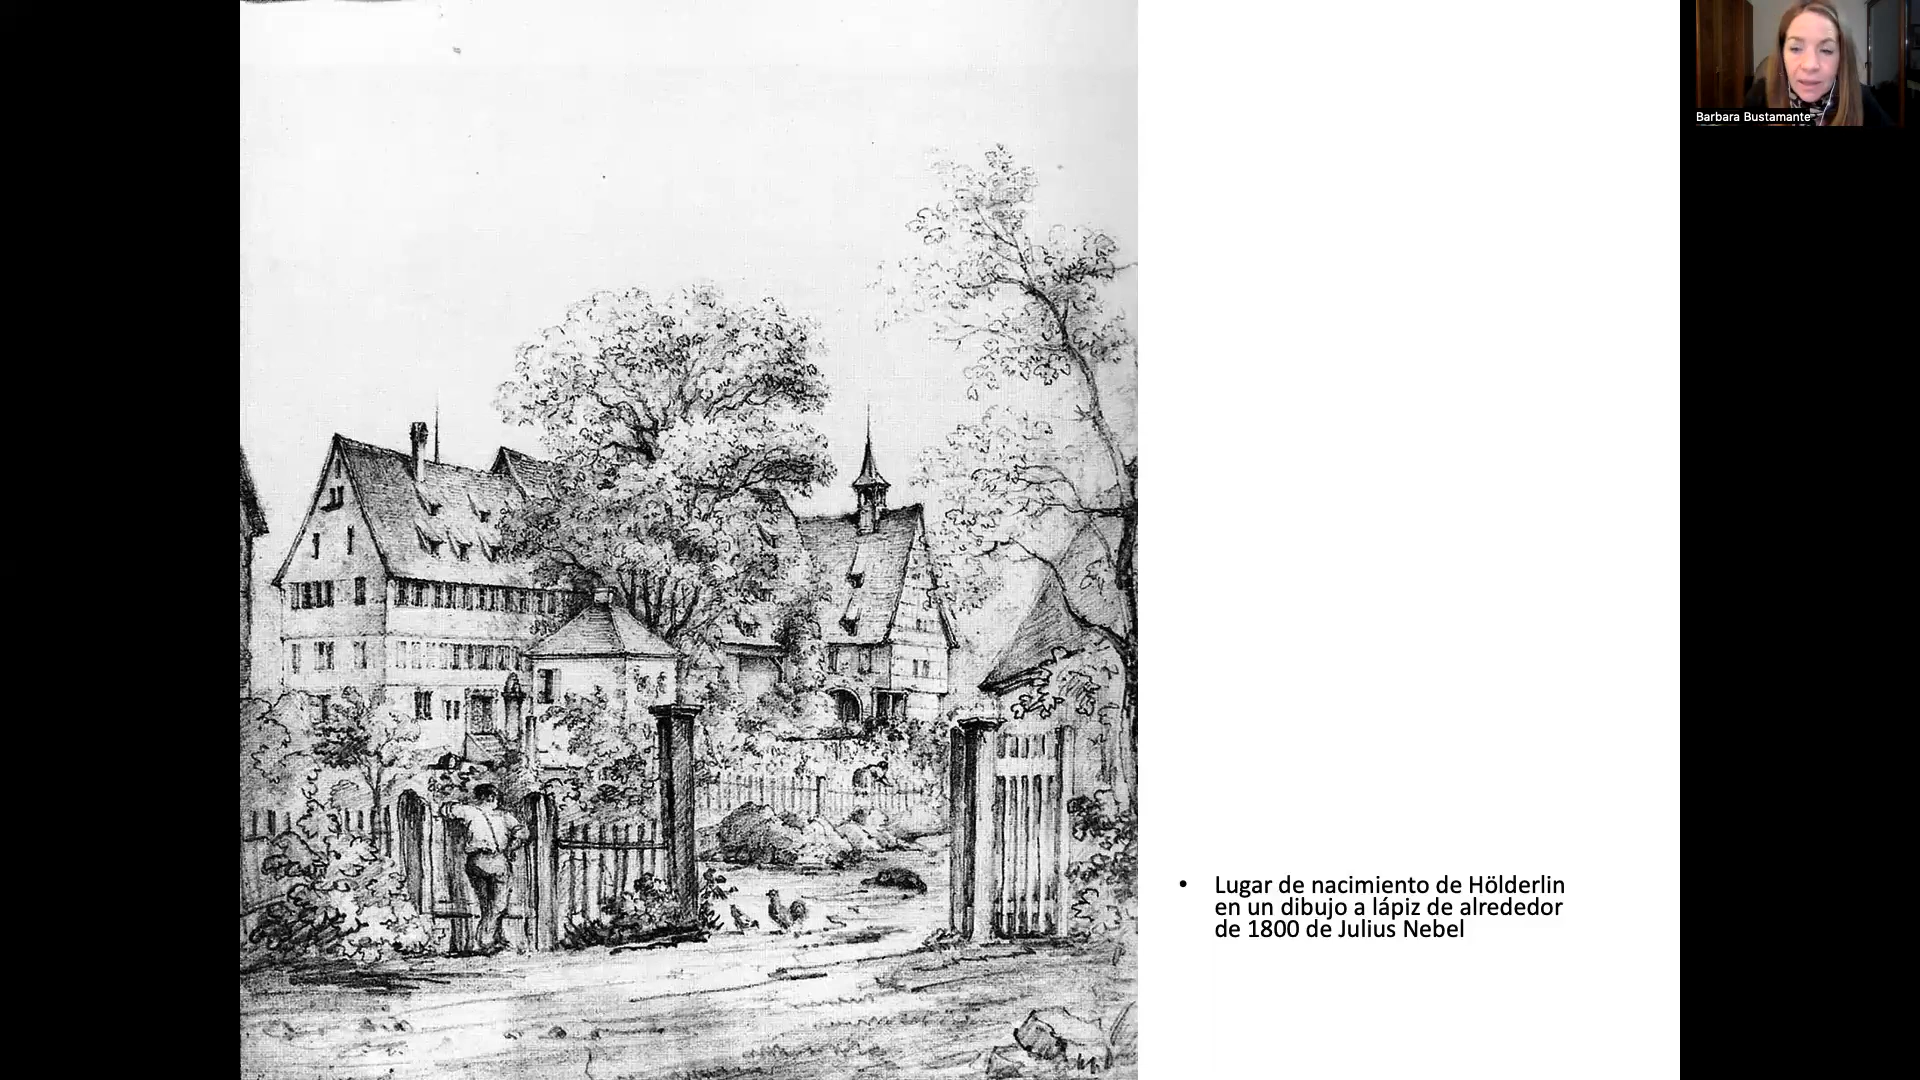 Barbara Bustamante
• Lugar de nacimiento de Hölderlin
en un dibujo a lápiz de alrededor
de 1800 de Julius Nebel